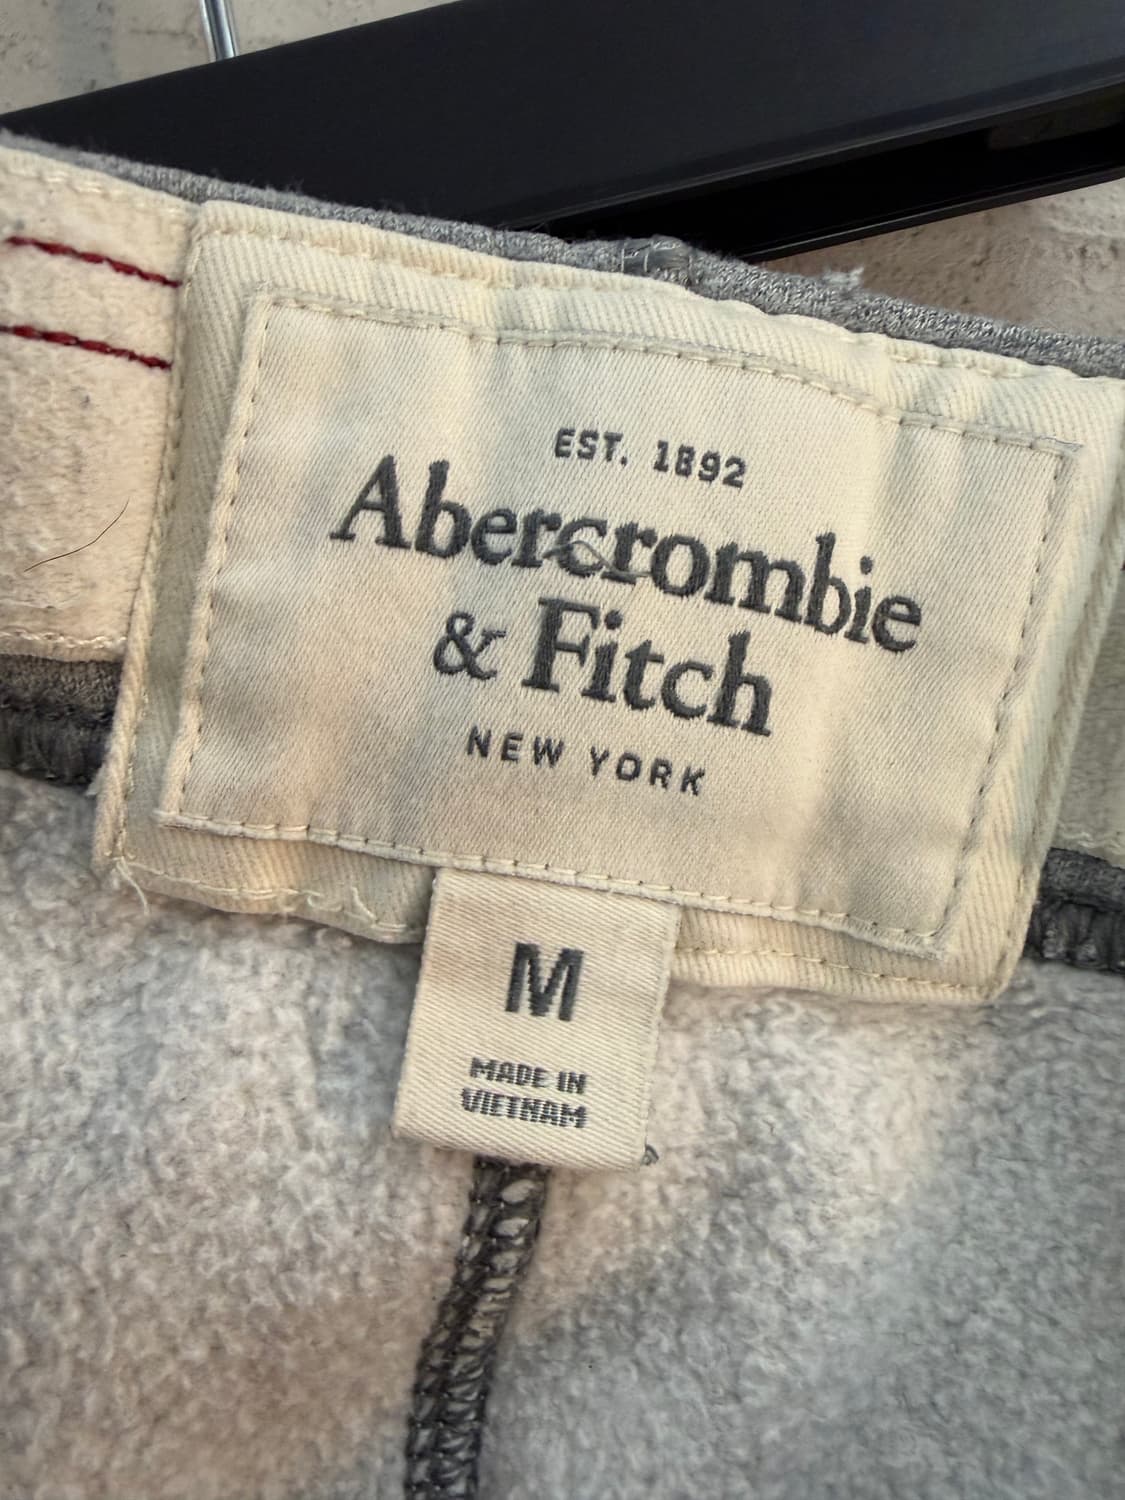 EST. 1892
Abercrombie
& Fitch
NEW YORK
M
MADE IN
VIETNAM